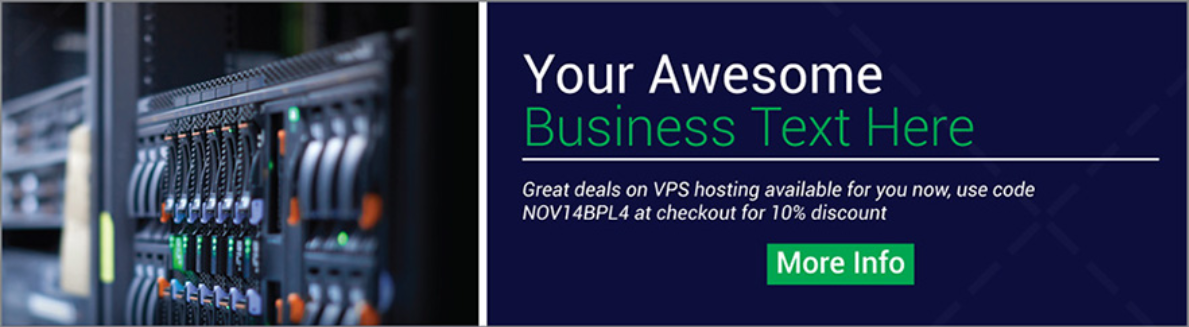 Your Awesome
Business Text Here
Great deals on VPS hosting available for you now, use code
NOV14BPL4 at checkout for 10% discount
More Info